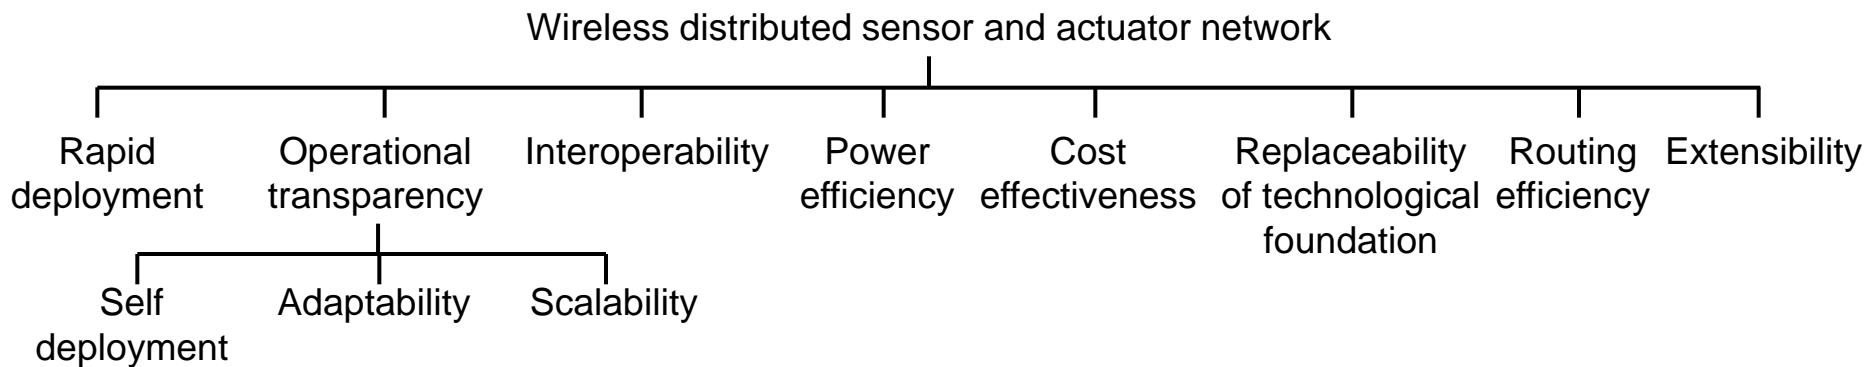 Wireless distributed sensor and actuator network
Rapid
deployment
Operational
transparency
Interoperability
Power
efficiency
Cost
effectiveness
Replaceability
of technological
foundation
Routing
efficiency
Extensibility
Self
deployment
Adaptability
Scalability